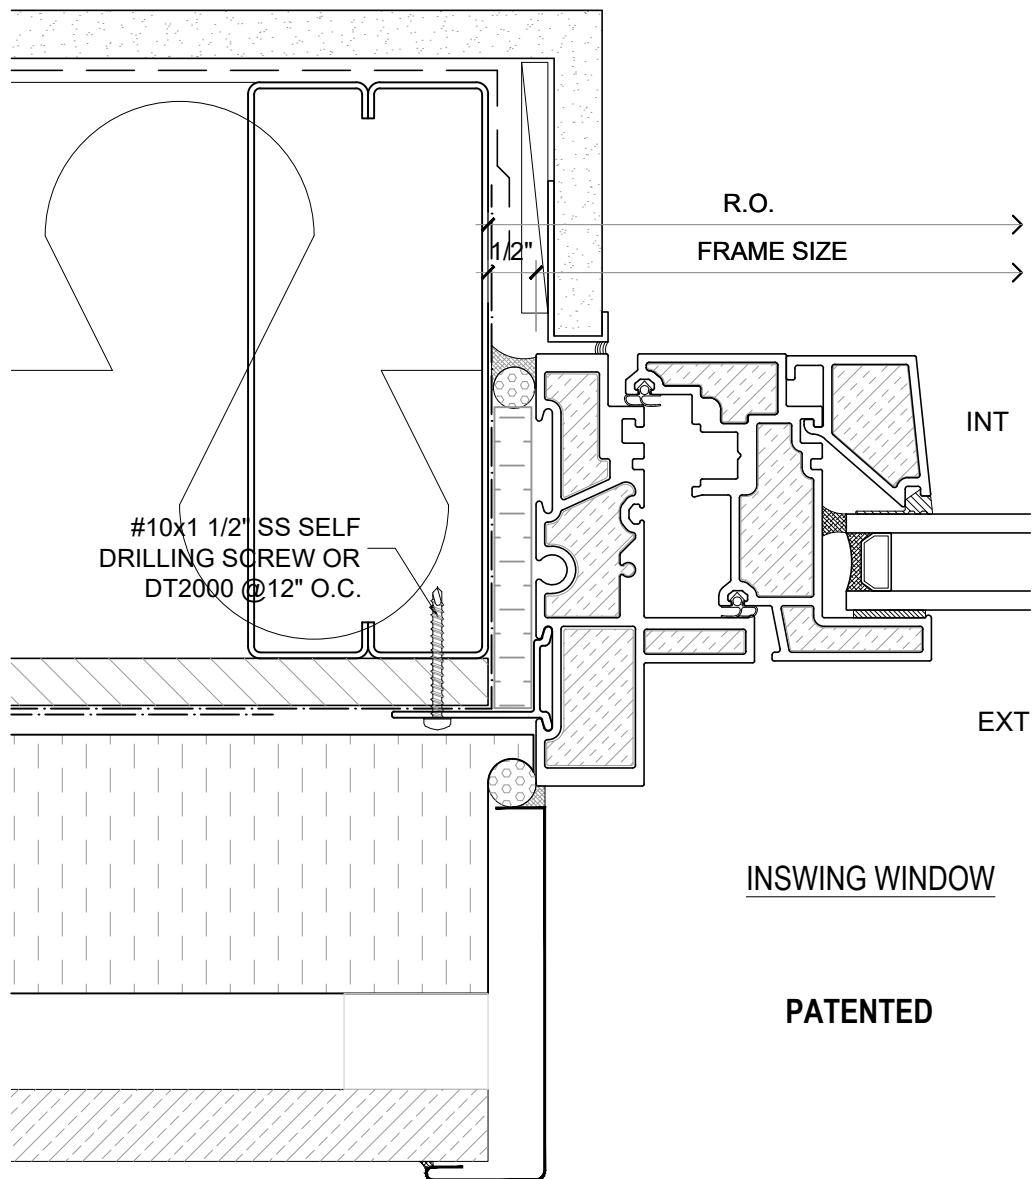 R.O.
1/2"
FRAME SIZE
INT
#10x1 1/2" SS SELF
DRILLING SCREW OR
DT2000 @12" O.C.
EXT
INSWING WINDOW
PATENTED